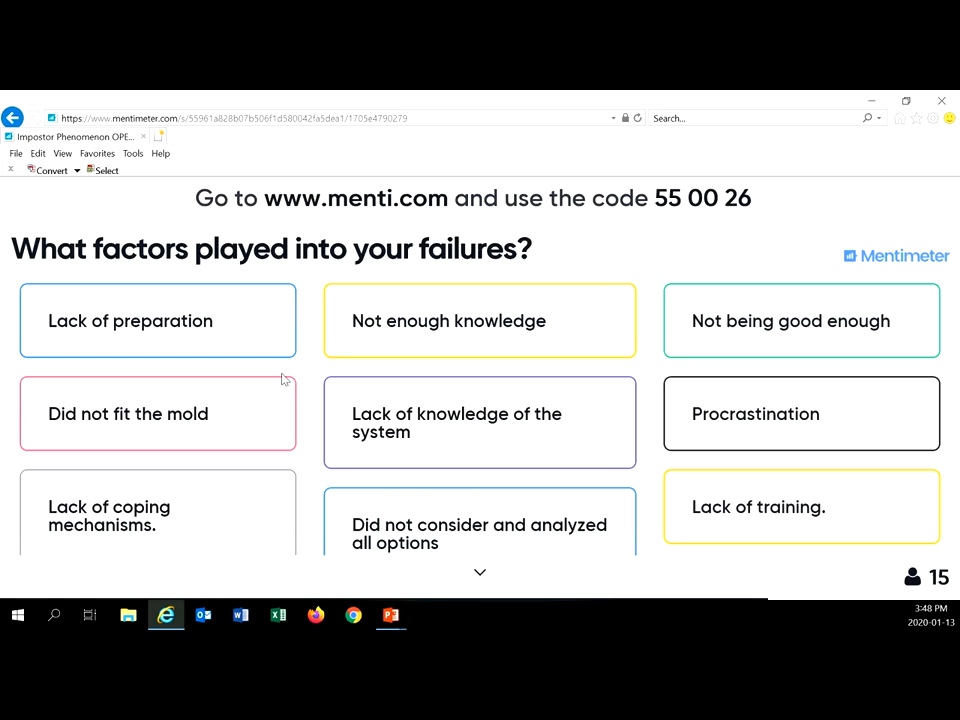 https://www.mentimeter.com/s/55961a828b07b506f1d580042fa5dea1/1705e4790279
Search...
Impostor Phenomenon OPE...
File Edit View Favorites Tools Help
x Convert Select
Go to www.menti.com and use the code 55 00 26
What factors played into your failures?
Mentimeter
Lack of preparation
Not enough knowledge
Not being good enough
Did not fit the mold
Lack of knowledge of the
system
Procrastination
Lack of coping
mechanisms.
Did not consider and analyzed
all options
Lack of training.
15
3:48 PM
2020-01-13